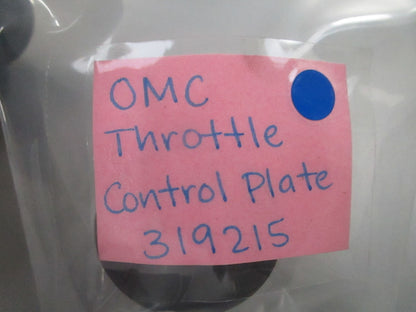 OMC
Throttle
Control Plate
319215